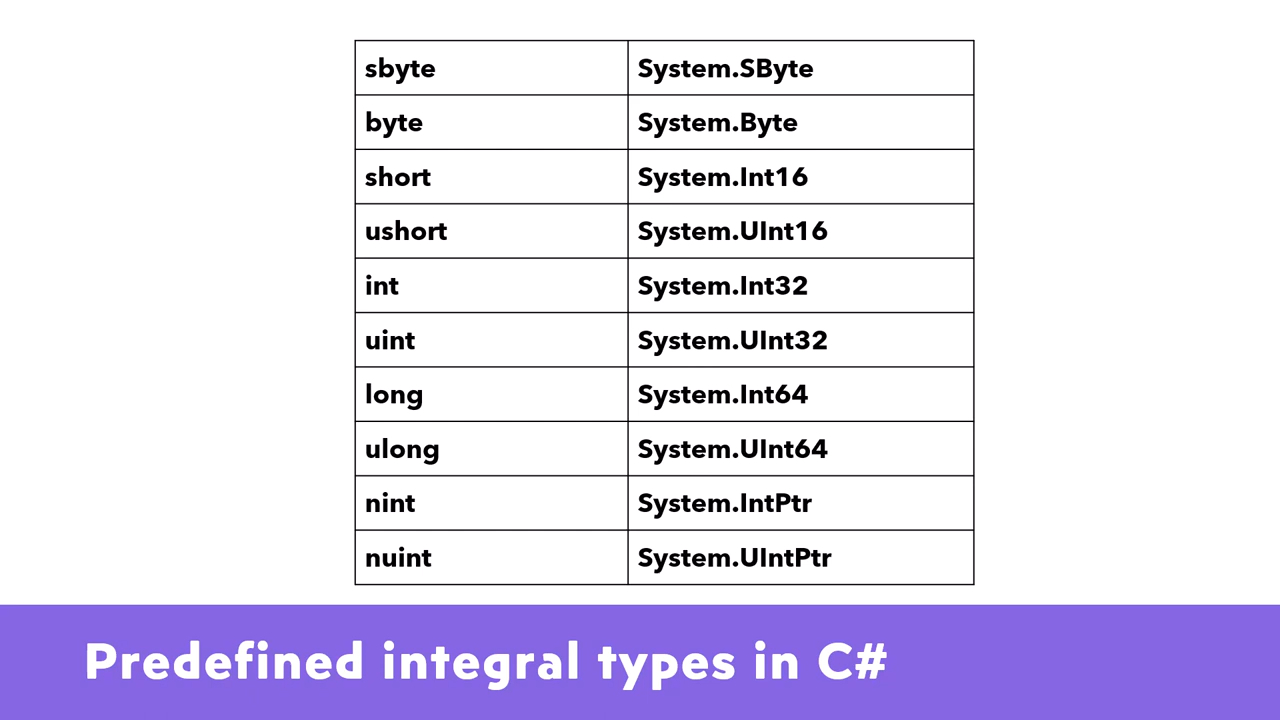 sbyte System.SByte
byte System.Byte
short System.Int16
ushort System.UInt16
int System.Int32
uint System.UInt32
long System.Int64
ulong System.UInt64
nint System.IntPtr
nuint System.UIntPtr
Predefined integral types in C#